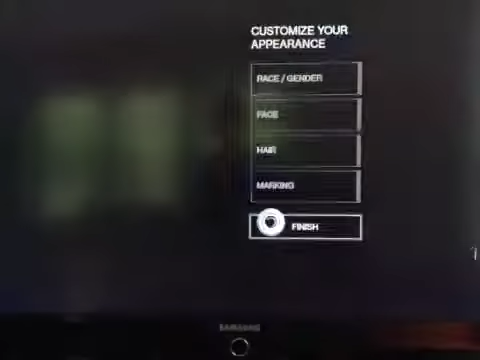 CUSTOMIZE YOUR
APPEARANCE
RACE / GENDER
FACE
HAIR
MARKING
FINISH
SAMSUNG